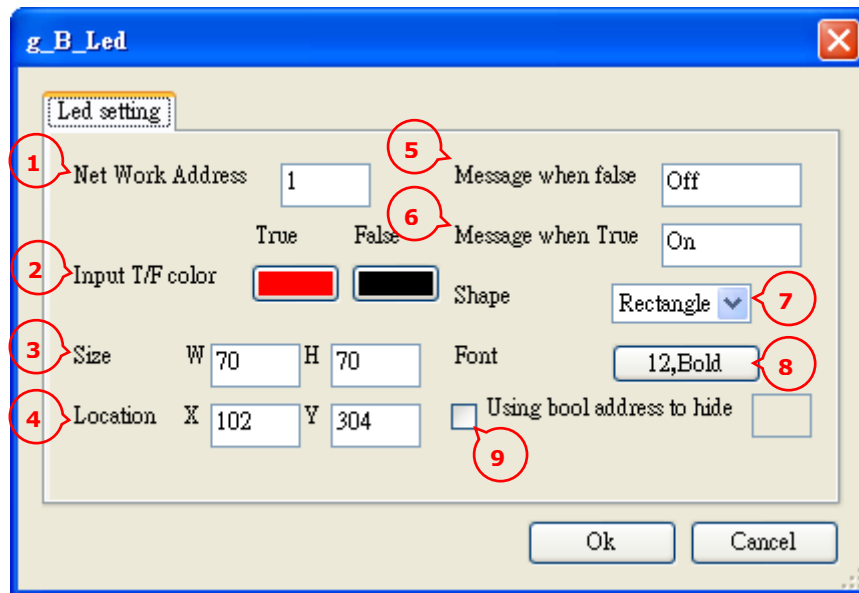 g_B_Led
Led setting
1 Net Work Address 1
True False
2 Input T/F color
3 Size W 70 H 70
4 Location X 102 Y 304
5 Message when false Off
6 Message when True On
Shape Rectangle 7
Font 12,Bold 8
Using bool address to hide
9
Ok Cancel